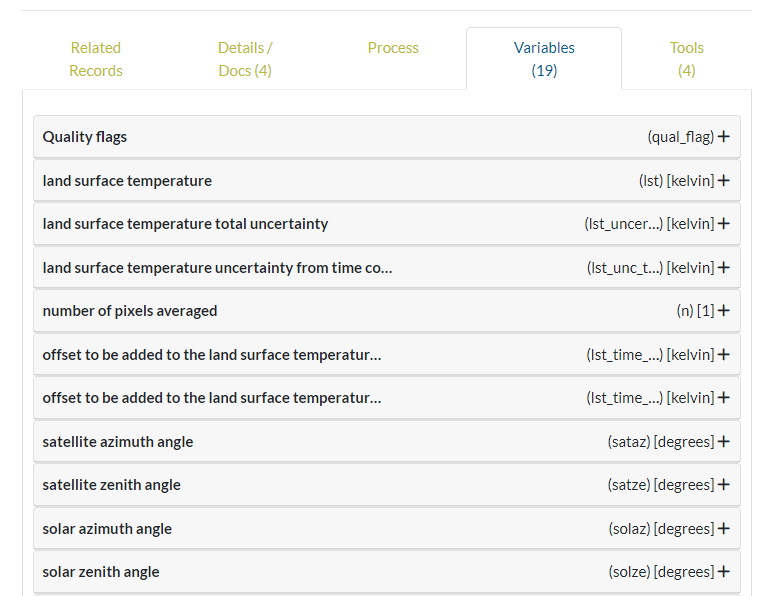 Related Details / Process Variables Tools
Records Docs (4) (19) (4)
Quality flags (qual_flag) +
land surface temperature (lst) [kelvin] +
land surface temperature total uncertainty (lst_uncer...) [kelvin] +
land surface temperature uncertainty from time co... (lst_unc_t...) [kelvin] +
number of pixels averaged (n) [1] +
offset to be added to the land surface temperatur... (lst_time_...) [kelvin] +
offset to be added to the land surface temperatur... (lst_time_...) [kelvin] +
satellite azimuth angle (sataz) [degrees] +
satellite zenith angle (satze) [degrees] +
solar azimuth angle (solaz) [degrees] +
solar zenith angle (solze) [degrees] +